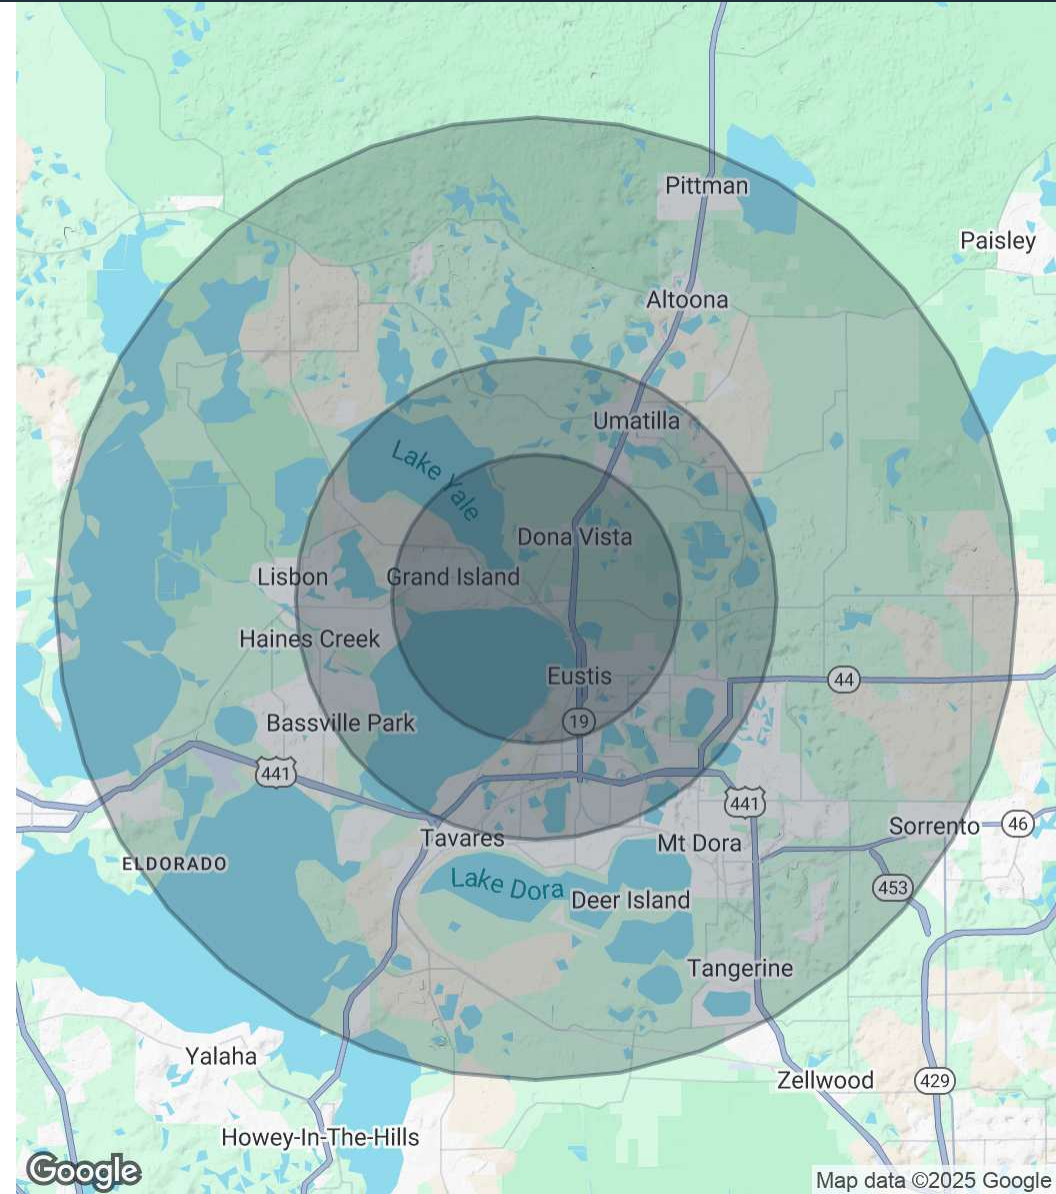 Pittman
Paisley
Altoona
Umatilla
Lake Yale
Dona Vista
Lisbon
Grand Island
Haines Creek
Eustis
44
Bassville Park
19
441
441
Tavares
Mt Dora
Sorrento
46
ELDORADO
Lake Dora
453
Deer Island
Tangerine
Yalaha
Zellwood
429
Howey-In-The-Hills
Google
Map data ©2025 Google